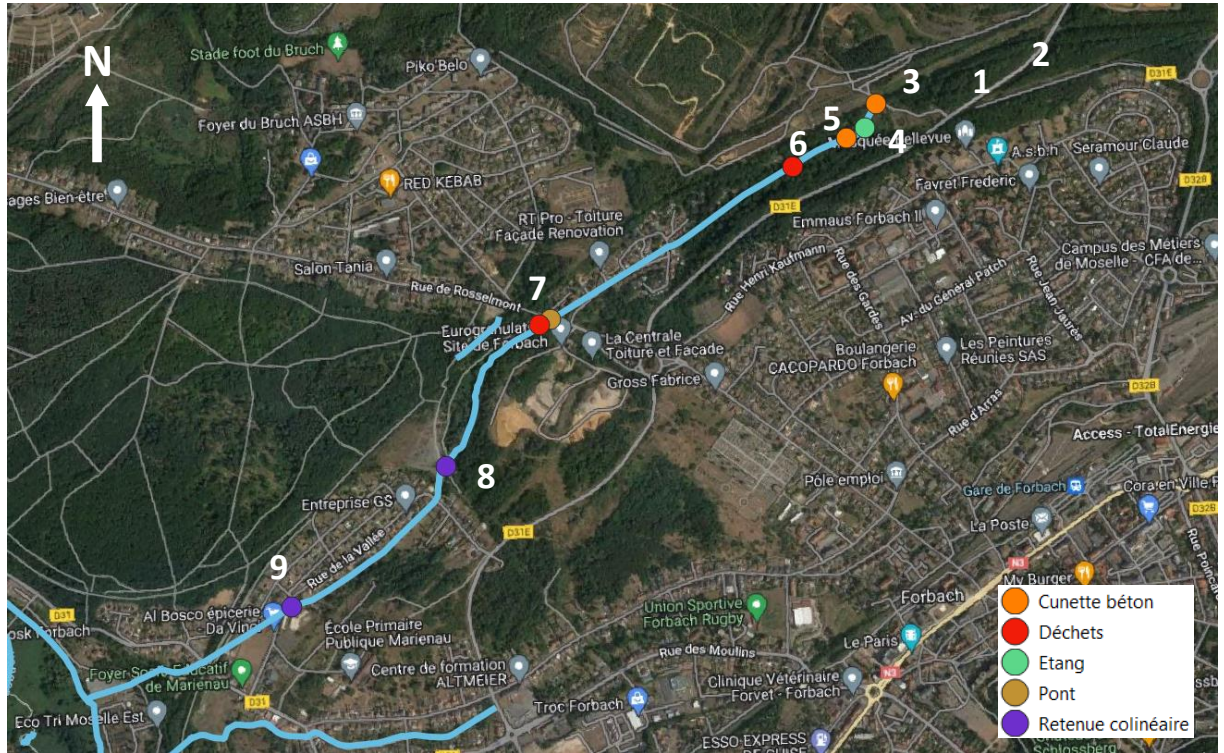 N
Stade foot du Bruch
Piko'Belo
2
D31E
3
1
Foyer du Bruch ASBH
5
6
4
Bellevue
A.s.b.h
Seramour Claude
RED KEBAB
Favret Frederic
D32B
ages Bien-être
D31E
Emmaus Forbach II
RT Pro - Toiture
Façade Renovation
Campus des Métiers
de Moselle - CFA de...
Salon Tania
Rue Henri Kaufmann
Rue des Gardes
Rue Jean-Jaurès
Rue de Rosselmont
7
Av. du Général Patch
Eurogranulat
Site de Forbach
La Centrale
Toiture et Façade
Les Peintures
Réunies SAS
Boulangerie
CACOPARDO Forbach
Gross Fabrice
D32B
Rue d'Arras
Access - TotalEnergie
8
Pôle emploi
Gare de Forbach
Cora en Ville F
Entreprise GS
D32B
La Poste
D31E
Rue de la Vallée
N3
Rue Poincar
9
My Burger
Al Bosco épicerie
Da Vinci
Union Sportive
Forbach Rugby
Forbach
D31
osk Forbach
École Primaire
Publique Marienau
Le Paris
Rue des Moulins
Foyer Socio Éducatif
de Marienau
Centre de formation
ALTMEIER
Clinique Vétérinaire
Forvet - Forbach
N3
D31
Eco Tri Moselle Est
Troc Forbach
ESSO EXPRESS
DE GUISE
Schlossberg
Cunette béton
Déchets
Etang
Pont
Retenue colinéaire